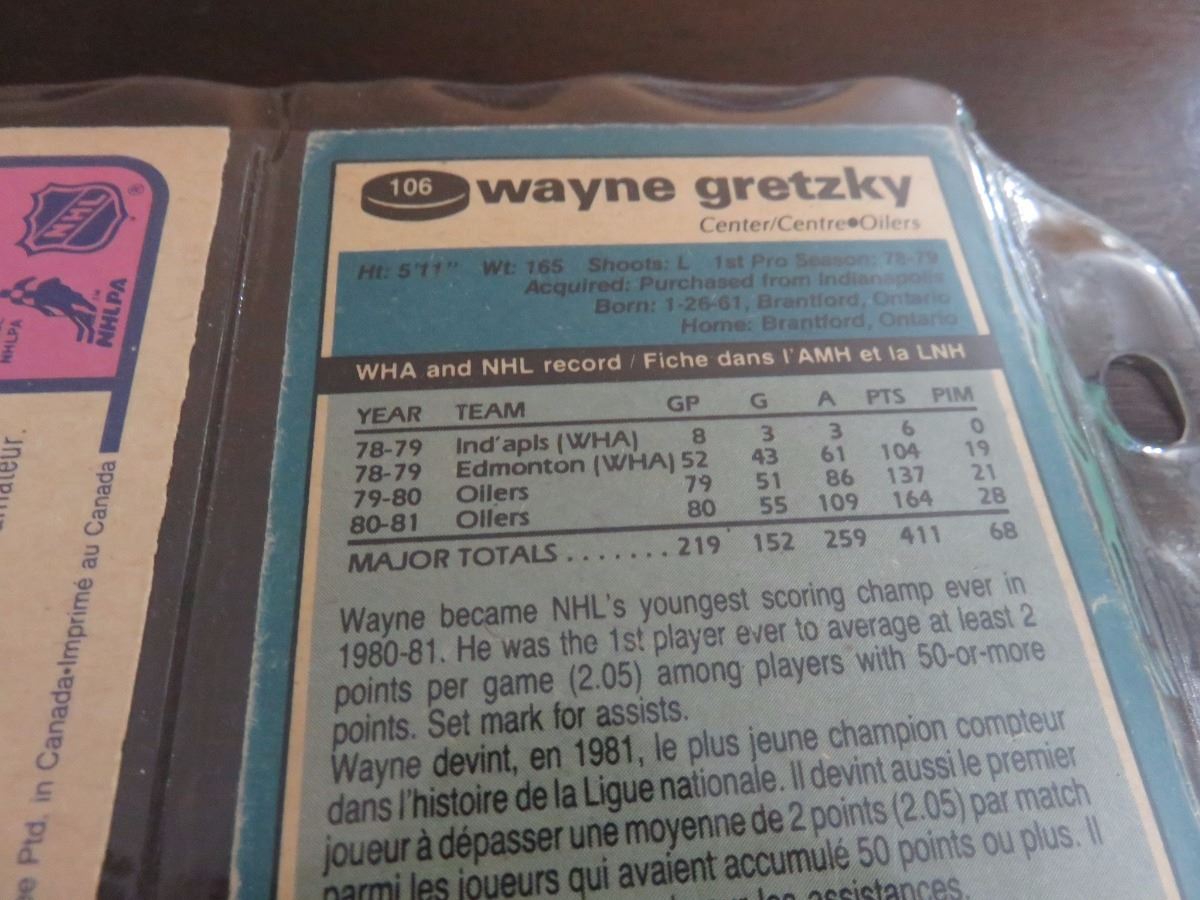 NHL
®
NHLPA
NHLPA
™
amateur.
Ptd. in Canada•Imprimé au Canada
106 wayne gretzky
Center/Centre•Oilers
Ht: 5'11" Wt: 165 Shoots: L 1st Pro Season: 78-79
Acquired: Purchased from Indianapolis
Born: 1-26-61, Brantford, Ontario
Home: Brantford, Ontario
WHA and NHL record / Fiche dans l'AMH et la LNH
YEAR TEAM GP G A PTS PIM
78-79 Ind'apls (WHA) 8 3 3 6 0
78-79 Edmonton (WHA) 52 43 61 104 19
79-80 Oilers 79 51 86 137 21
80-81 Oilers 80 55 109 164 28
MAJOR TOTALS ....... 219 152 259 411 68
Wayne became NHL's youngest scoring champ ever in
1980-81. He was the 1st player ever to average at least 2
points per game (2.05) among players with 50-or-more
points. Set mark for assists.
Wayne devint, en 1981, le plus jeune champion compteur
dans l'histoire de la Ligue nationale. Il devint aussi le premier
joueur à dépasser une moyenne de 2 points (2.05) par match
parmi les joueurs qui avaient accumulé 50 points ou plus. Il
les assistances.